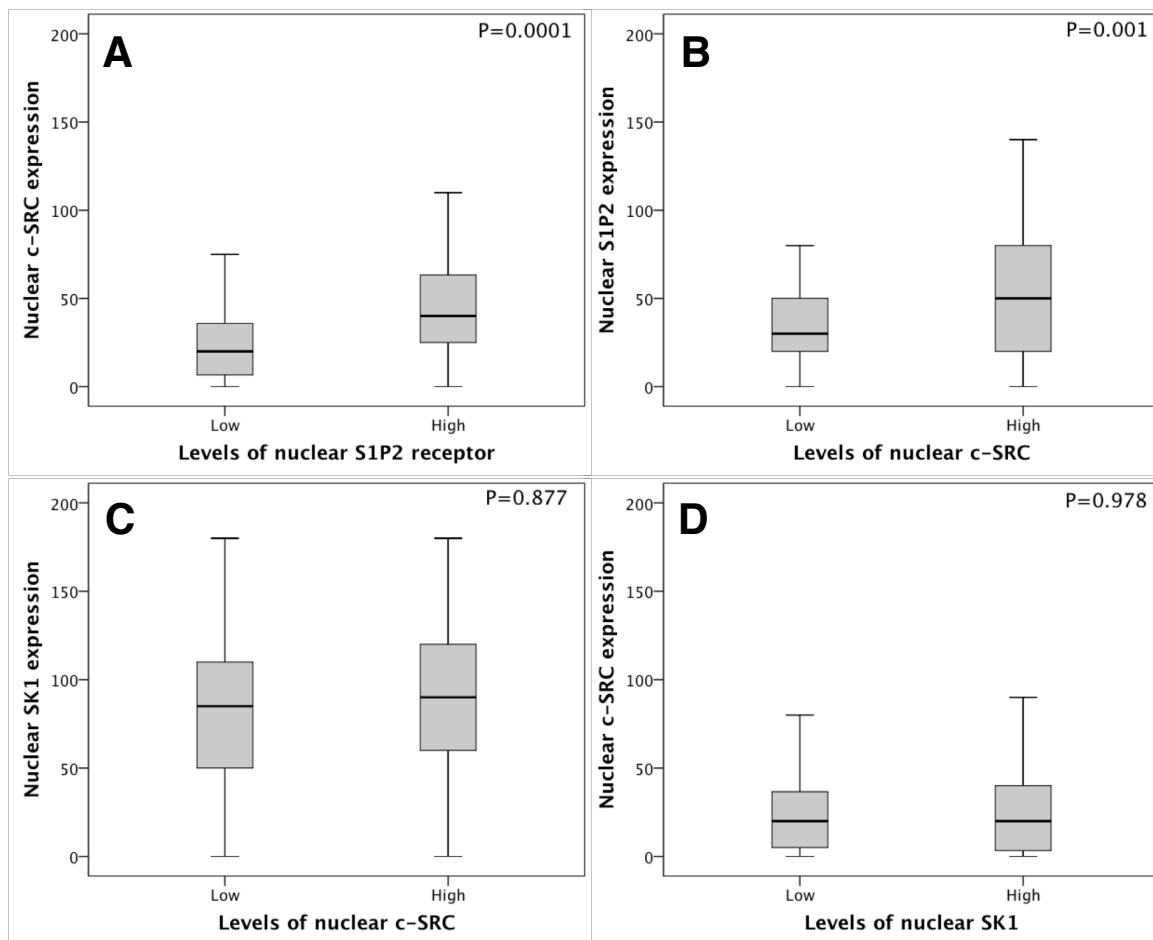 A
P=0.0001
Nuclear c-SRC expression
200
150
100
50
0
Low
High
Levels of nuclear S1P2 receptor
B
P=0.001
Nuclear S1P2 expression
200
150
100
50
0
Low
High
Levels of nuclear c-SRC
C
P=0.877
Nuclear SK1 expression
200
150
100
50
0
Low
High
Levels of nuclear c-SRC
D
P=0.978
Nuclear c-SRC expression
200
150
100
50
0
Low
High
Levels of nuclear SK1